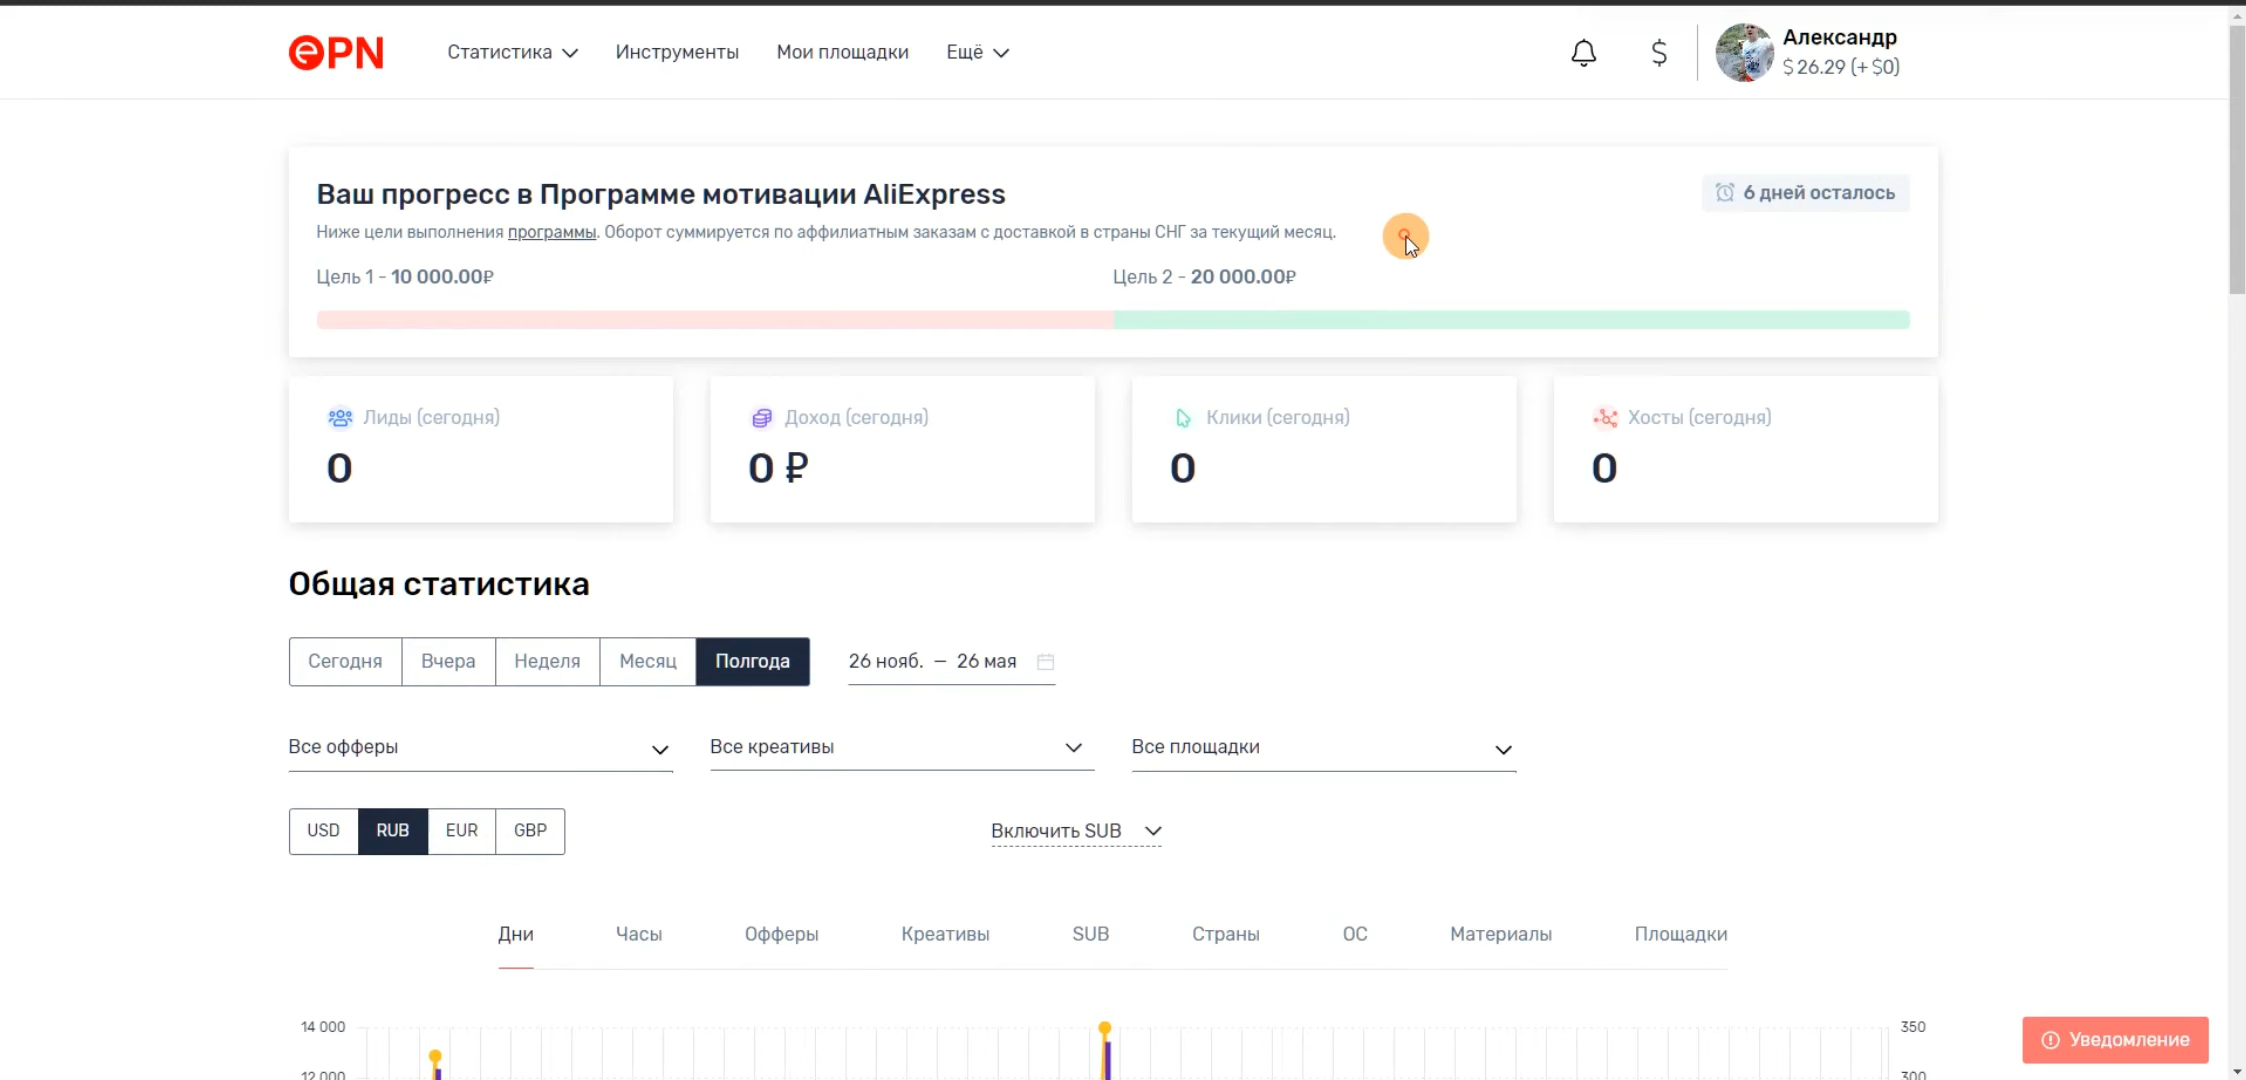 ePN
Статистика
Инструменты
Мои площадки
Ещё
Александр
$ 26.29 (+ $0)
Ваш прогресс в Программе мотивации AliExpress
6 дней осталось
Ниже цели выполнения программы. Оборот суммируется по аффилиатным заказам с доставкой в страны СНГ за текущий месяц.
Цель 1 - 10 000.00₽
Цель 2 - 20 000.00₽
Лиды (сегодня)
0
Доход (сегодня)
0 ₽
Клики (сегодня)
0
Хосты (сегодня)
0
Общая статистика
Сегодня
Вчера
Неделя
Месяц
Полгода
26 нояб. – 26 мая
Все офферы
Все креативы
Все площадки
USD
RUB
EUR
GBP
Включить SUB
Дни
Часы
Офферы
Креативы
SUB
Страны
ОС
Материалы
Площадки
14 000
350
Уведомление
12 000
300